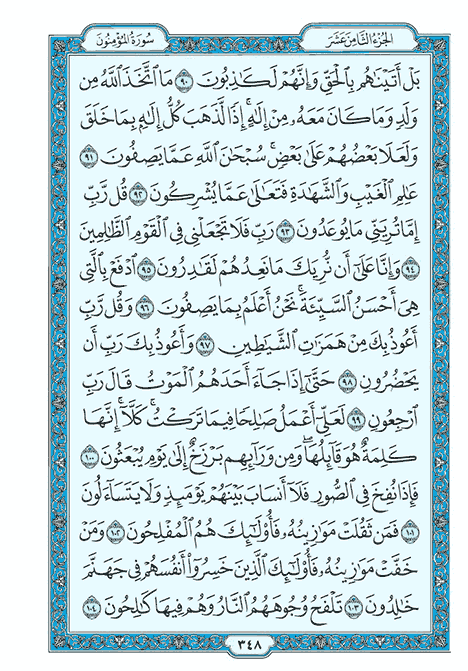 سُورَةُ المُؤْمِنُونَ
الجُزْءُ الثَّامِنَ عَشَرَ
بَلْ أَتَيْنَٰهُم بِٱلْحَقِّ وَإِنَّهُمْ لَكَٰذِبُونَ ٩٠ مَا ٱتَّخَذَ ٱللَّهُ مِن
وَلَدٍ وَمَا كَانَ مَعَهُۥ مِنْ إِلَٰهٍ ۚ إِذًا لَّذَهَبَ كُلُّ إِلَٰهٍۭ بِمَا خَلَقَ
وَلَعَلَا بَعْضُهُمْ عَلَىٰ بَعْضٍ ۚ سُبْحَٰنَ ٱللَّهِ عَمَّا يَصِفُونَ ٩١
عَٰلِمِ ٱلْغَيْبِ وَٱلشَّهَٰدَةِ فَتَعَٰلَىٰ عَمَّا يُشْرِكُونَ ٩٢ قُل رَّبِّ
إِمَّا تُرِيَنِّى مَا يُوعَدُونَ ٩٣ رَبِّ فَلَا تَجْعَلْنِى فِى ٱلْقَوْمِ ٱلظَّٰلِمِينَ
٩٤ وَإِنَّا عَلَىٰٓ أَن نُّرِيَكَ مَا نَعِدُهُمْ لَقَٰدِرُونَ ٩٥ ٱدْفَعْ بِٱلَّتِى
هِىَ أَحْسَنُ ٱلسَّيِّئَةَ ۚ نَحْنُ أَعْلَمُ بِمَا يَصِفُونَ ٩٦ وَقُل رَّبِّ
أَعُوذُ بِكَ مِنْ هَمَزَٰتِ ٱلشَّيَٰطِينِ ٩٧ وَأَعُوذُ بِكَ رَبِّ أَن
يَحْضُرُونِ ٩٨ حَتَّىٰٓ إِذَا جَآءَ أَحَدَهُمُ ٱلْمَوْتُ قَالَ رَبِّ
ٱرْجِعُونِ ٩٩ لَعَلِّىٓ أَعْمَلُ صَٰلِحًا فِيمَا تَرَكْتُ ۚ كَلَّآ ۚ إِنَّهَا
كَلِمَةٌ هُوَ قَآئِلُهَا ۖ وَمِن وَرَآئِهِم بَرْزَخٌ إِلَىٰ يَوْمِ يُبْعَثُونَ ١٠٠
فَإِذَا نُفِخَ فِى ٱلصُّورِ فَلَآ أَنسَابَ بَيْنَهُمْ يَوْمَئِذٍ وَلَا يَتَسَآءَلُونَ
١٠١ فَمَن ثَقُلَتْ مَوَٰزِينُهُۥ فَأُو۟لَٰٓئِكَ هُمُ ٱلْمُفْلِحُونَ ١٠٢ وَمَنْ
خَفَّتْ مَوَٰزِينُهُۥ فَأُو۟لَٰٓئِكَ ٱلَّذِينَ خَسِرُوٓا۟ أَنفُسَهُمْ فِى جَهَنَّمَ
خَٰلِدُونَ ١٠٣ تَلْفَحُ وُجُوهَهُمُ ٱلنَّارُ وَهُمْ فِيهَا كَٰلِحُونَ ١٠٤
٣٤٨